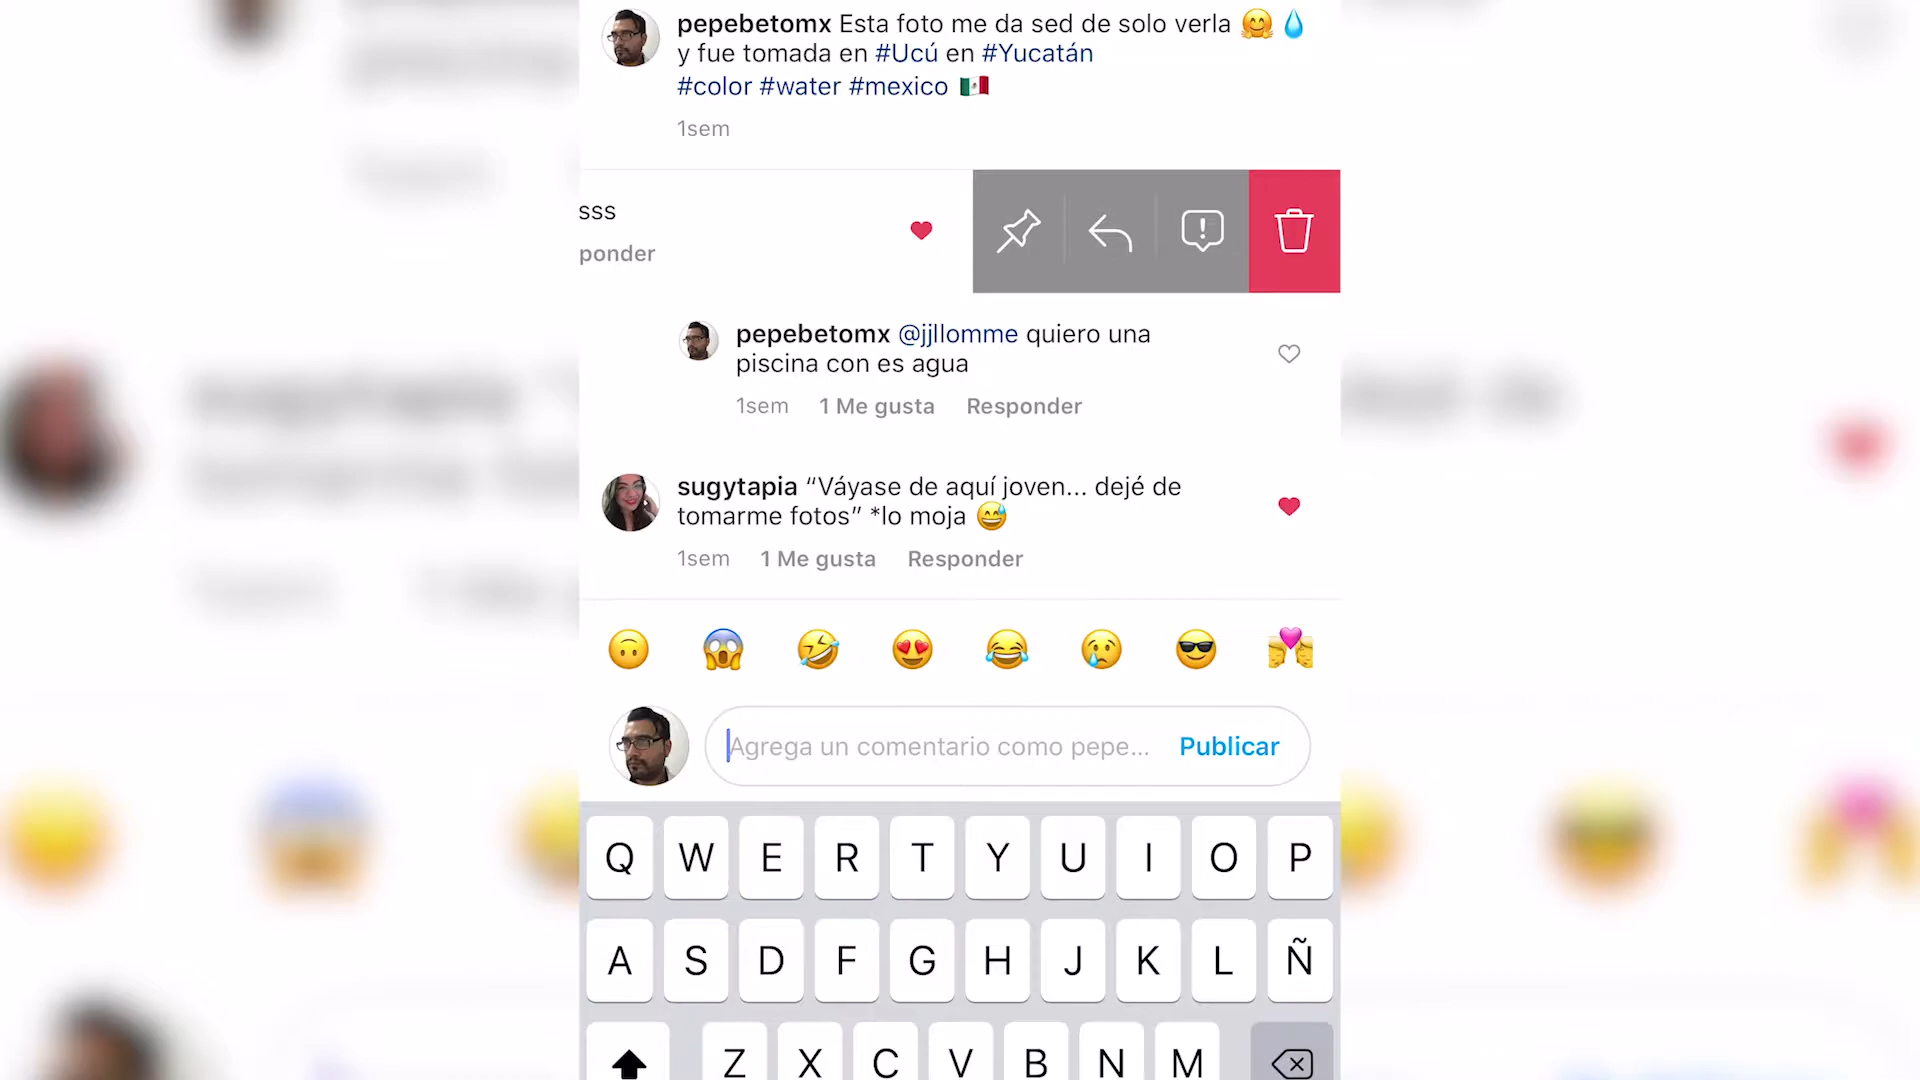 pepebetomx Esta foto me da sed de solo verla 🤗💧
y fue tomada en #Ucú en #Yucatán
#color #water #mexico 🇲🇽
1sem
sss
ponder
pepebetomx @jjllomme quiero una
piscina con es agua
1sem 1 Me gusta Responder
sugytapia “Váyase de aquí joven... dejé de
tomarme fotos” *lo moja 😅
1sem 1 Me gusta Responder
Agrega un comentario como pepe... Publicar
Q W E R T Y U I O P
A S D F G H J K L Ñ
Z X C V B N M